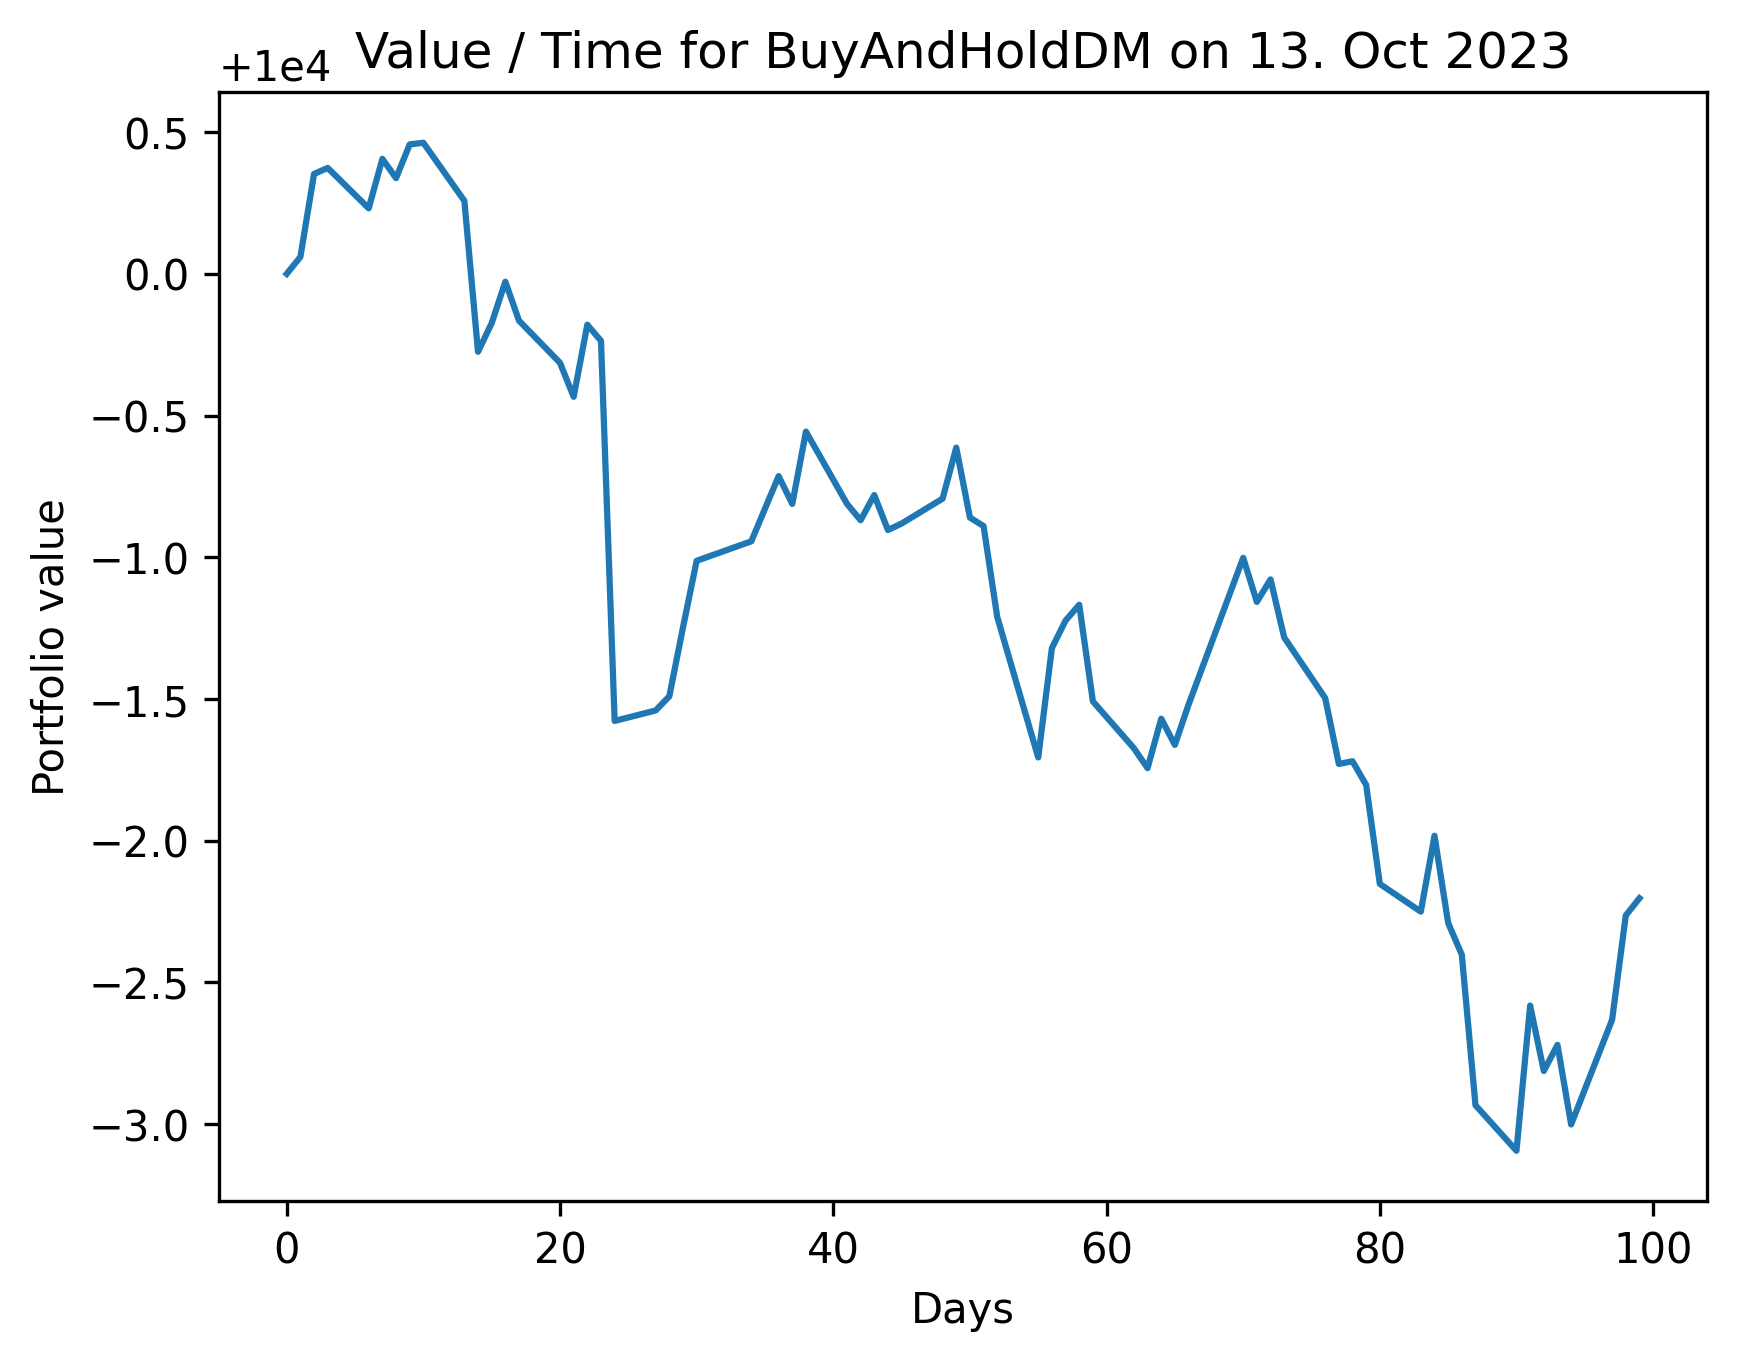 Value / Time for BuyAndHoldDM on 13. Oct 2023
+1e4
0.5
0.0
−0.5
−1.0
−1.5
−2.0
−2.5
−3.0
Portfolio value
0 20 40 60 80 100
Days